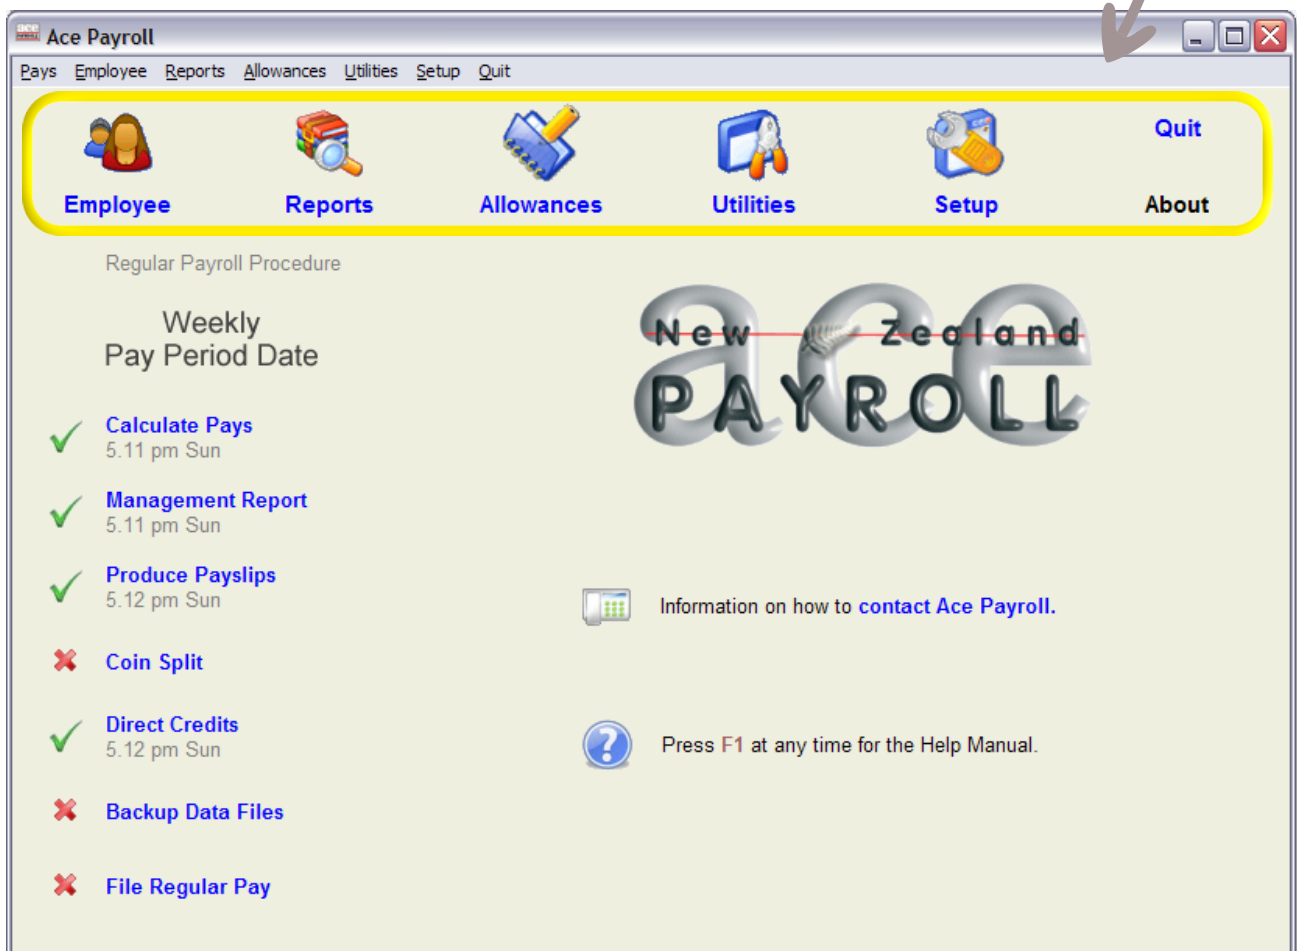 Ace Payroll
Pays Employee Reports Allowances Utilities Setup Quit
Quit
Employee Reports Allowances Utilities Setup About
Regular Payroll Procedure
Weekly
Pay Period Date
ace
New Zealand
PAYROLL
Calculate Pays
5.11 pm Sun
Management Report
5.11 pm Sun
Produce Payslips
5.12 pm Sun
Information on how to contact Ace Payroll.
Coin Split
Direct Credits
5.12 pm Sun
Press F1 at any time for the Help Manual.
Backup Data Files
File Regular Pay